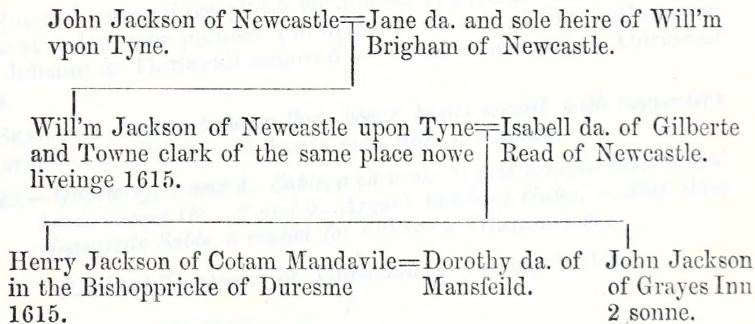 John Jackson of Newcastle=Jane da. and sole heire of Will'm
vpon Tyne.
Brigham of Newcastle.
Will'm Jackson of Newcastle upon Tyne=Isabell da. of Gilberte
and Towne clark of the same place nowe
Read of Newcastle.
liveinge 1615.
Henry Jackson of Cotam Mandavile=Dorothy da. of
in the Bishoppricke of Duresme
Mansfeild.
1615.
John Jackson
of Grayes Inn
2 sonne.